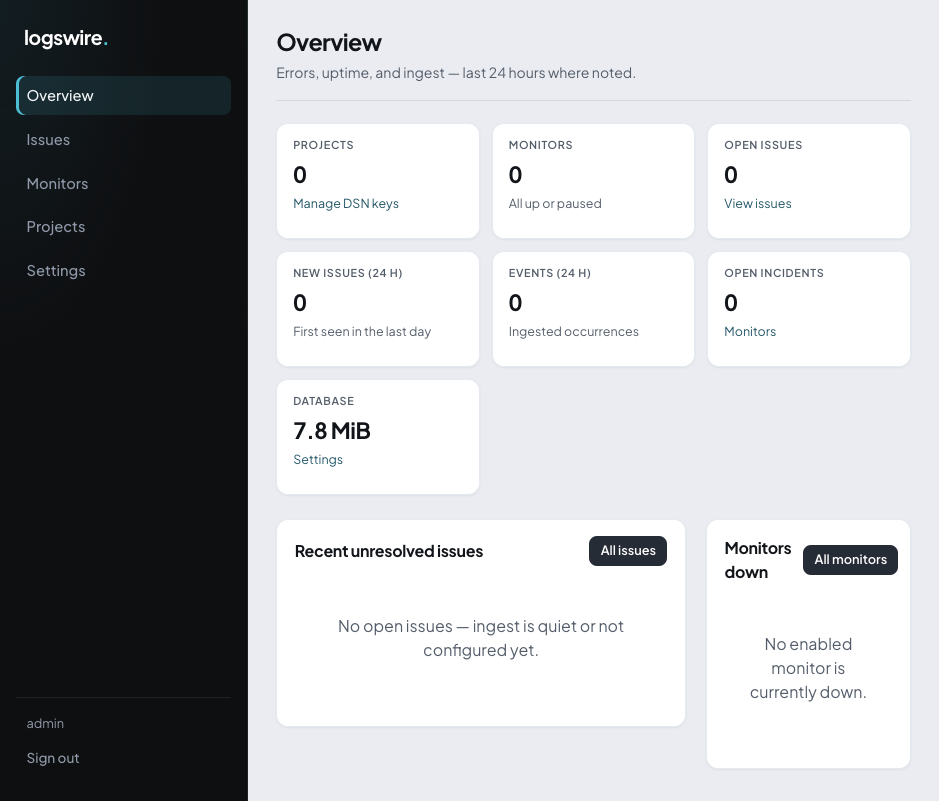 logswire.
Overview
Issues
Monitors
Projects
Settings
admin
Sign out
Overview
Errors, uptime, and ingest — last 24 hours where noted.
PROJECTS
0
Manage DSN keys
MONITORS
0
All up or paused
OPEN ISSUES
0
View issues
NEW ISSUES (24 H)
0
First seen in the last day
EVENTS (24 H)
0
Ingested occurrences
OPEN INCIDENTS
0
Monitors
DATABASE
7.8 MiB
Settings
Recent unresolved issues
All issues
No open issues — ingest is quiet or not
configured yet.
Monitors
down
All monitors
No enabled
monitor is
currently down.